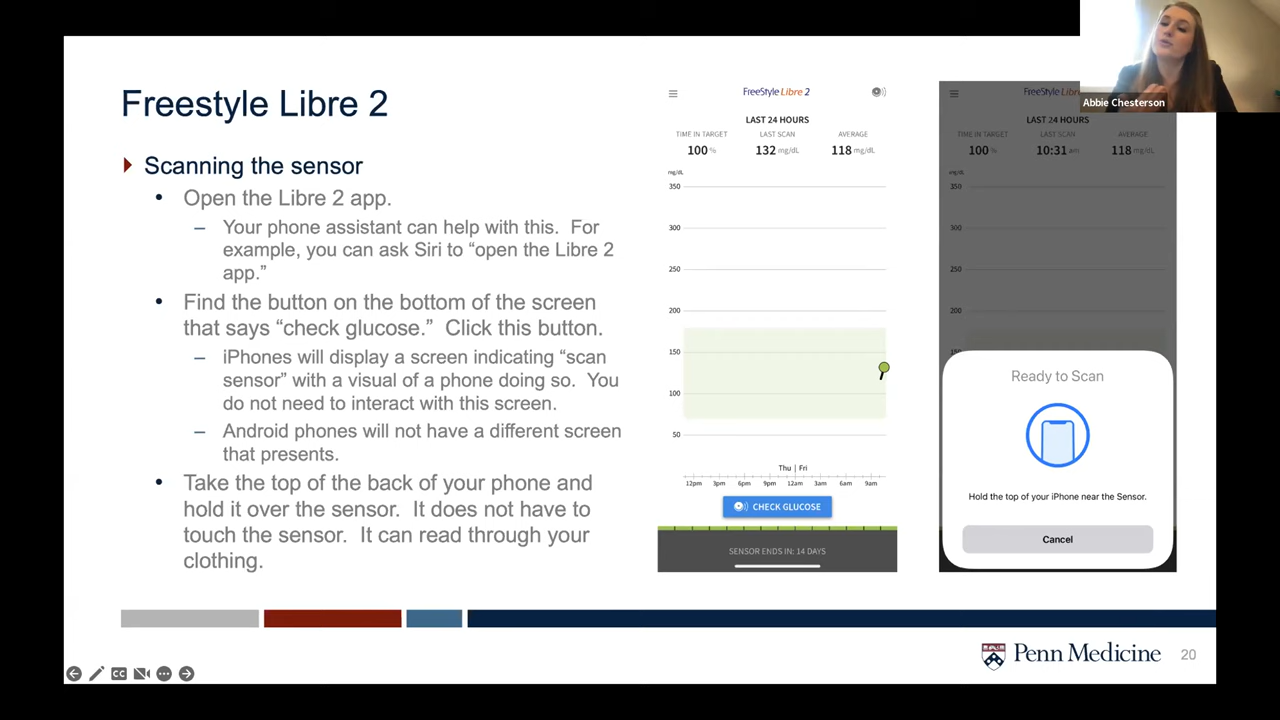 Freestyle Libre 2
Scanning the sensor
• Open the Libre 2 app.
– Your phone assistant can help with this. For
example, you can ask Siri to “open the Libre 2
app.”
• Find the button on the bottom of the screen
that says “check glucose.” Click this button.
– iPhones will display a screen indicating “scan
sensor” with a visual of a phone doing so. You
do not need to interact with this screen.
– Android phones will not have a different screen
that presents.
• Take the top of the back of your phone and
hold it over the sensor. It does not have to
touch the sensor. It can read through your
clothing.
FreeStyle Libre 2
LAST 24 HOURS
TIME IN TARGET LAST SCAN AVERAGE
100 % 132 mg/dL 118 mg/dL
mg/dL
350
300
250
200
150
100
50
Thu | Fri
12pm 3pm 6pm 9pm 12am 3am 6am 9am
CHECK GLUCOSE
SENSOR ENDS IN: 14 DAYS
FreeStyle Libre
LAST 24 HOURS
TIME IN TARGET LAST SCAN AVERAGE
100 % 10:31 am 118 mg/dL
mg/dL
350
300
250
200
150
Ready to Scan
Hold the top of your iPhone near the Sensor.
Cancel
Abbie Chesterson
Penn Medicine
20
CC